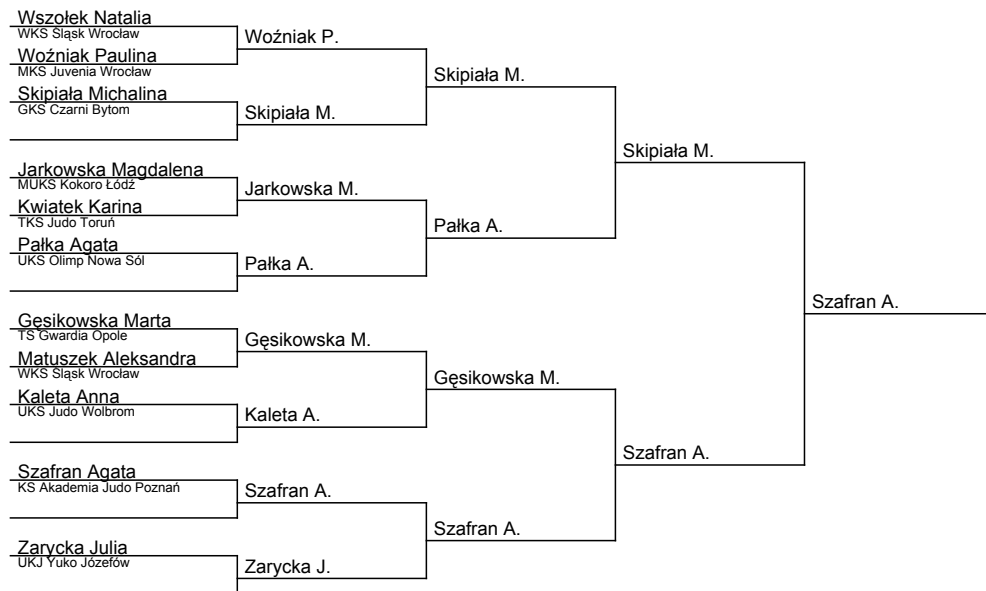 Wszołek Natalia
WKS Śląsk Wrocław
Woźniak Paulina
MKS Juvenia Wrocław
Skipiała Michalina
GKS Czarni Bytom
Jarkowska Magdalena
MUKS Kokoro Łódź
Kwiatek Karina
TKS Judo Toruń
Pałka Agata
UKS Olimp Nowa Sól
Gęsikowska Marta
TS Gwardia Opole
Matuszek Aleksandra
WKS Śląsk Wrocław
Kaleta Anna
UKS Judo Wolbrom
Szafran Agata
KS Akademia Judo Poznań
Zarycka Julia
UKJ Yuko Józefów
Woźniak P.
Skipiała M.
Jarkowska M.
Pałka A.
Gęsikowska M.
Kaleta A.
Szafran A.
Zarycka J.
Skipiała M.
Pałka A.
Gęsikowska M.
Szafran A.
Skipiała M.
Szafran A.
Szafran A.